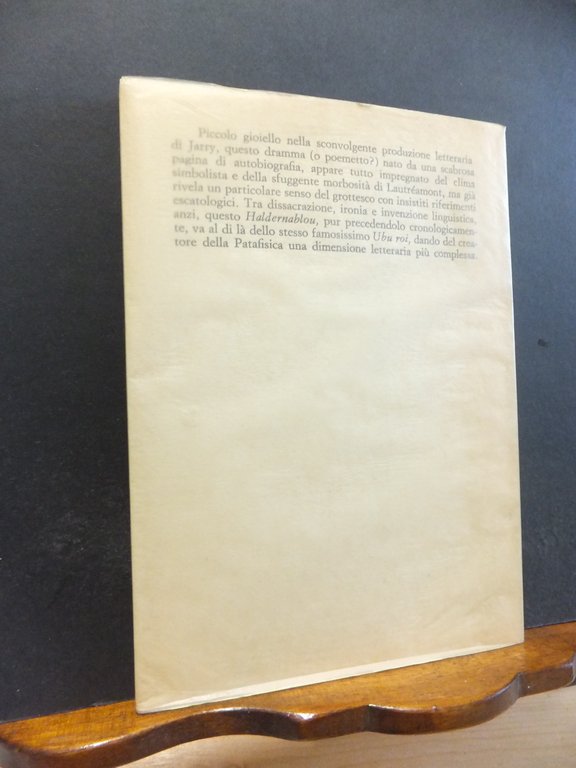 Piccolo gioiello nella sconvolgente produzione letteraria
di Jarry, questo dramma (o poemetto?) nato da una scabrosa
pagina di autobiografia, appare tutto impregnato del clima
simbolista e della sfuggente morbosità di Lautréamont, ma già
rivela un particolare senso del grottesco con insistiti riferimenti
escatologici. Tra dissacrazione, ironia e invenzione linguistica,
anzi, questo Haldernablou, pur precedendolo cronologicamen-
te, va al di là dello stesso famosissimo Ubu roi, dando del crea-
tore della Patafisica una dimensione letteraria più complessa.